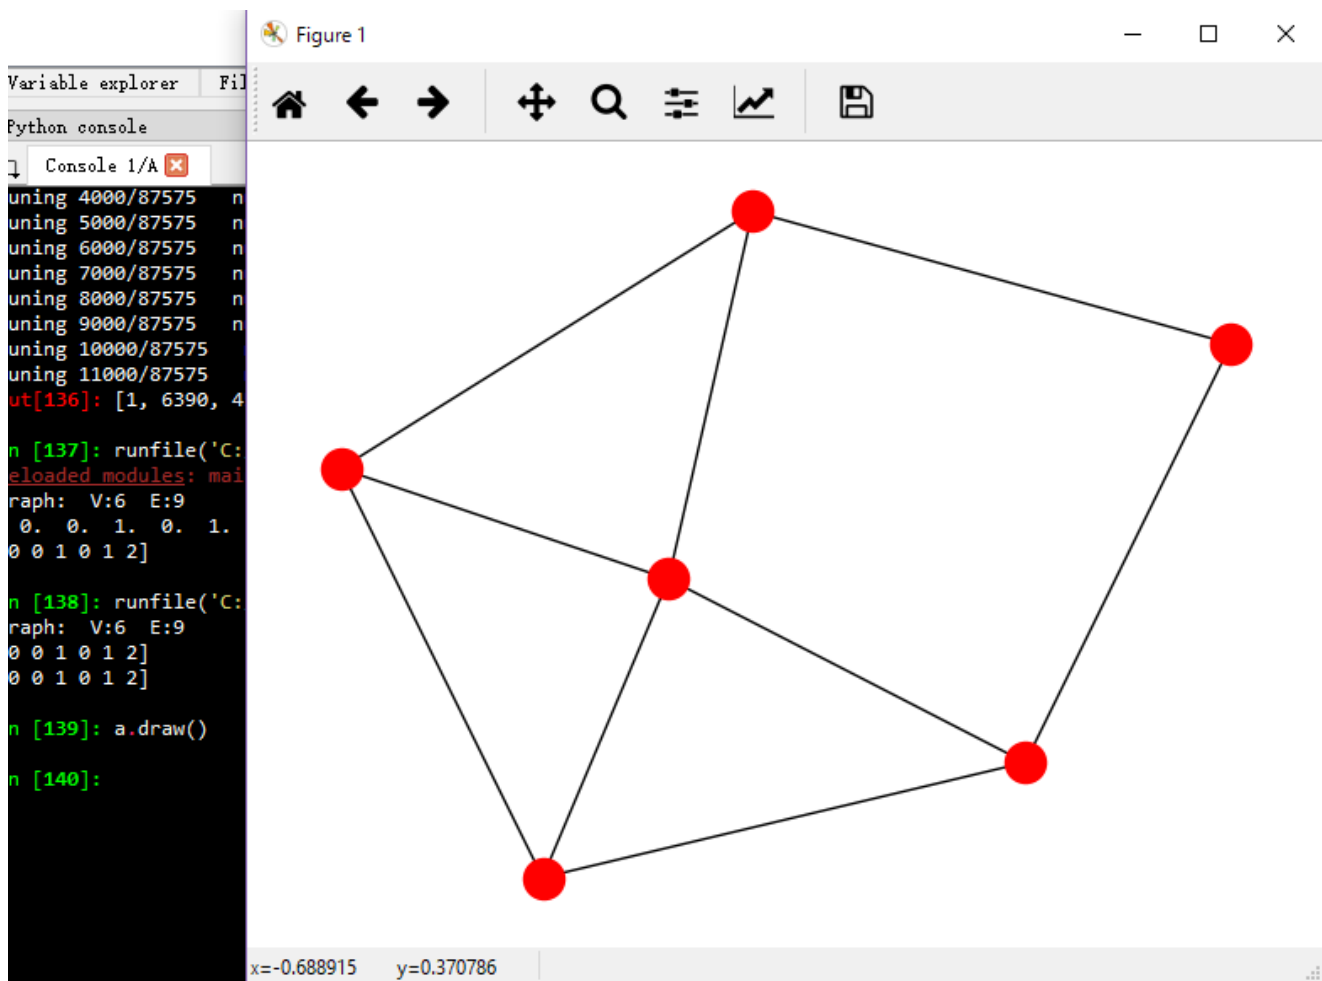 Figure 1
Variable explorer Fil
Python console
Console 1/A
uning 4000/87575 n
uning 5000/87575 n
uning 6000/87575 n
uning 7000/87575 n
uning 8000/87575 n
uning 9000/87575 n
uning 10000/87575
uning 11000/87575
ut[136]: [1, 6390, 4
n [137]: runfile('C:
eloaded modules: mai
raph: V:6 E:9
0. 0. 1. 0. 1.
0 0 1 0 1 2]
n [138]: runfile('C:
raph: V:6 E:9
0 0 1 0 1 2]
0 0 1 0 1 2]
n [139]: a.draw()
n [140]:
x=-0.688915 y=0.370786